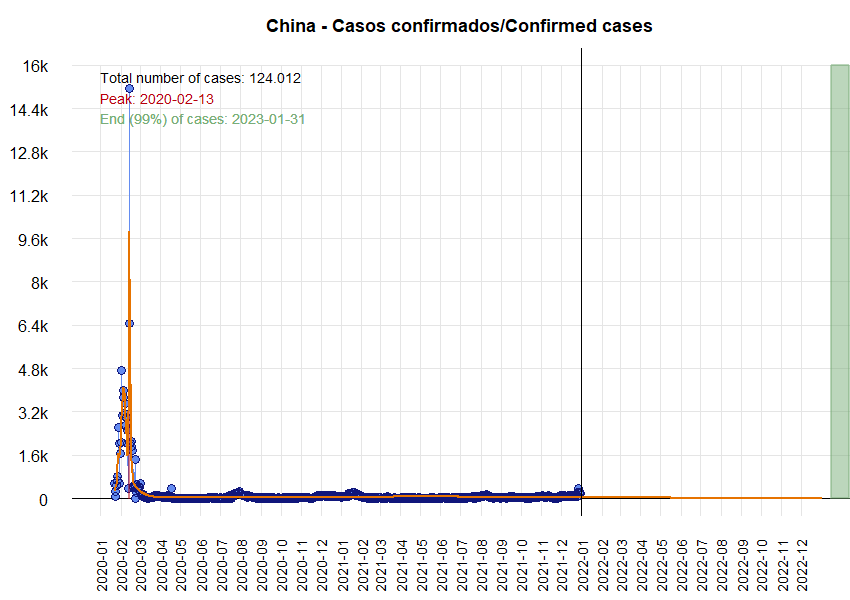 China - Casos confirmados/Confirmed cases
Total number of cases: 124.012
Peak: 2020-02-13
End (99%) of cases: 2023-01-31
16k
14.4k
12.8k
11.2k
9.6k
8k
6.4k
4.8k
3.2k
1.6k
0
2020-01
2020-02
2020-03
2020-04
2020-05
2020-06
2020-07
2020-08
2020-09
2020-10
2020-11
2020-12
2021-01
2021-02
2021-03
2021-04
2021-05
2021-06
2021-07
2021-08
2021-09
2021-10
2021-11
2021-12
2022-01
2022-02
2022-03
2022-04
2022-05
2022-06
2022-07
2022-08
2022-09
2022-10
2022-11
2022-12